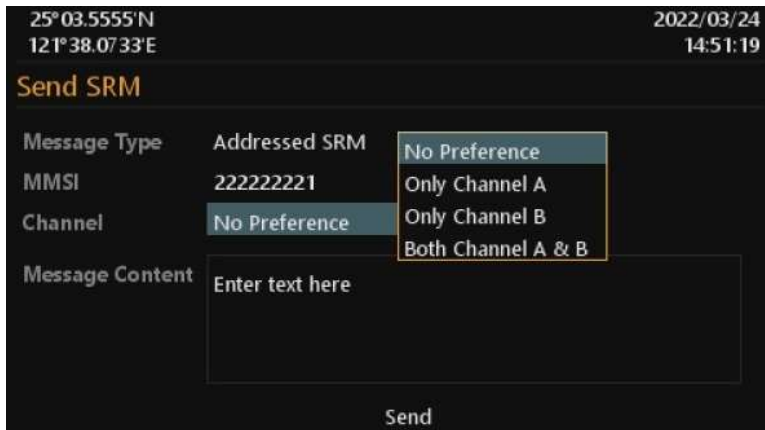 25°03.5555'N 2022/03/24
121°38.0733'E 14:51:19
Send SRM
Message Type Addressed SRM
No Preference
MMSI 222222221
Only Channel A
Channel No Preference
Only Channel B
Both Channel A & B
Message Content Enter text here
Send